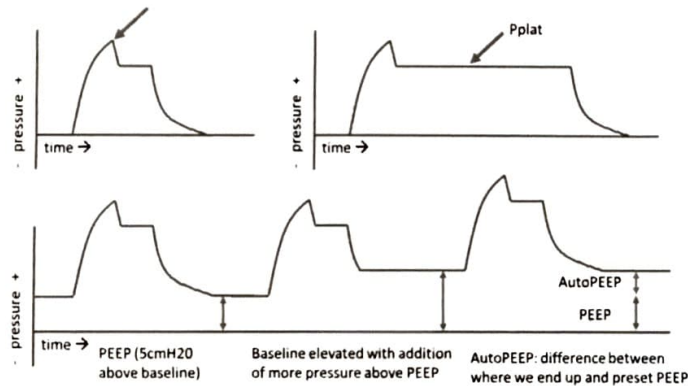 Pplat
- pressure +
time →
- pressure +
time →
AutoPEEP
PEEP
- pressure +
time →
PEEP (5cmH20
above baseline)
Baseline elevated with addition
of more pressure above PEEP
AutoPEEP: difference between
where we end up and preset PEEP